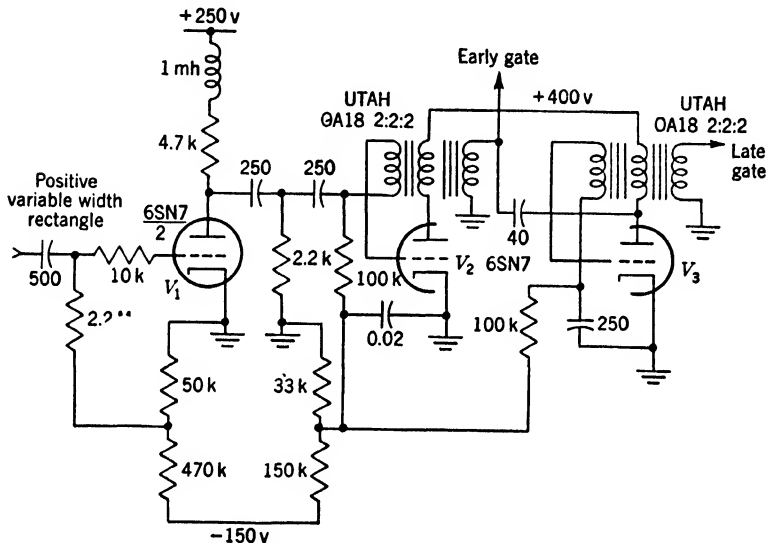 +250 v
1 mh
4.7 k
Positive
variable width
rectangle
500
10k
6SN7
2
V₁
50 k
470 k
−150 v
250
250
2.2 k
100 k
33 k
150 k
0.02
UTAH
0A18 2:2:2
V₂ 6SN7
Early gate
+400 v
40
100 k
250
UTAH
0A18 2:2:2
Late
gate
V₃